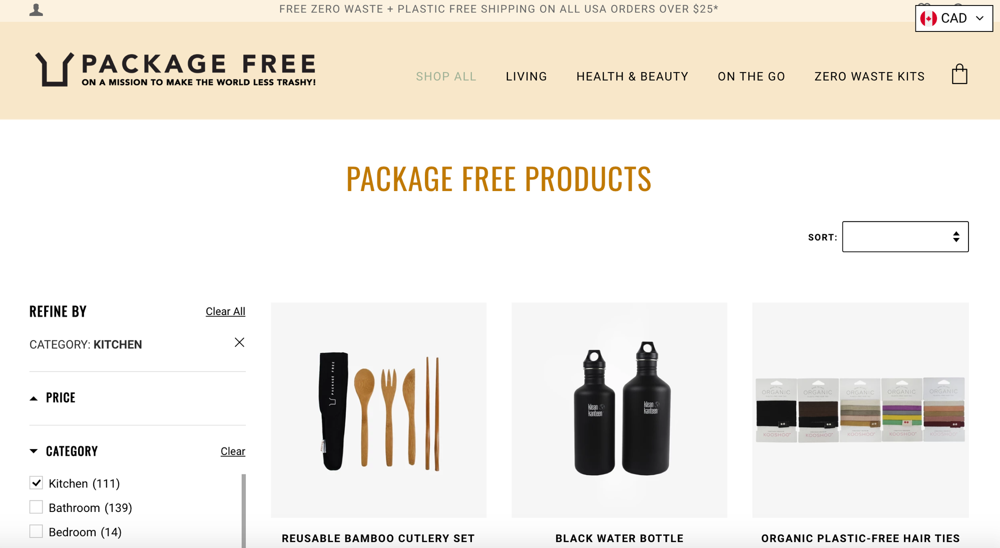 FREE ZERO WASTE + PLASTIC FREE SHIPPING ON ALL USA ORDERS OVER $25*
CAD
PACKAGE FREE
ON A MISSION TO MAKE THE WORLD LESS TRASHY!
SHOP ALL
LIVING
HEALTH & BEAUTY
ON THE GO
ZERO WASTE KITS
PACKAGE FREE PRODUCTS
SORT:
REFINE BY
Clear All
CATEGORY: KITCHEN
PRICE
CATEGORY
Clear
Kitchen (111)
Bathroom (139)
Bedroom (14)
PACKAGE FREE
REUSABLE BAMBOO CUTLERY SET
klean
kanteen
klean
kanteen
BLACK WATER BOTTLE
ORGANIC
ORGANIC
ORGANIC
ORGANIC
ORGANIC
KOOSHOO
KOOSHOO
KOOSHOO
KOOSHOO
KOOSHOO
ORGANIC PLASTIC-FREE HAIR TIES